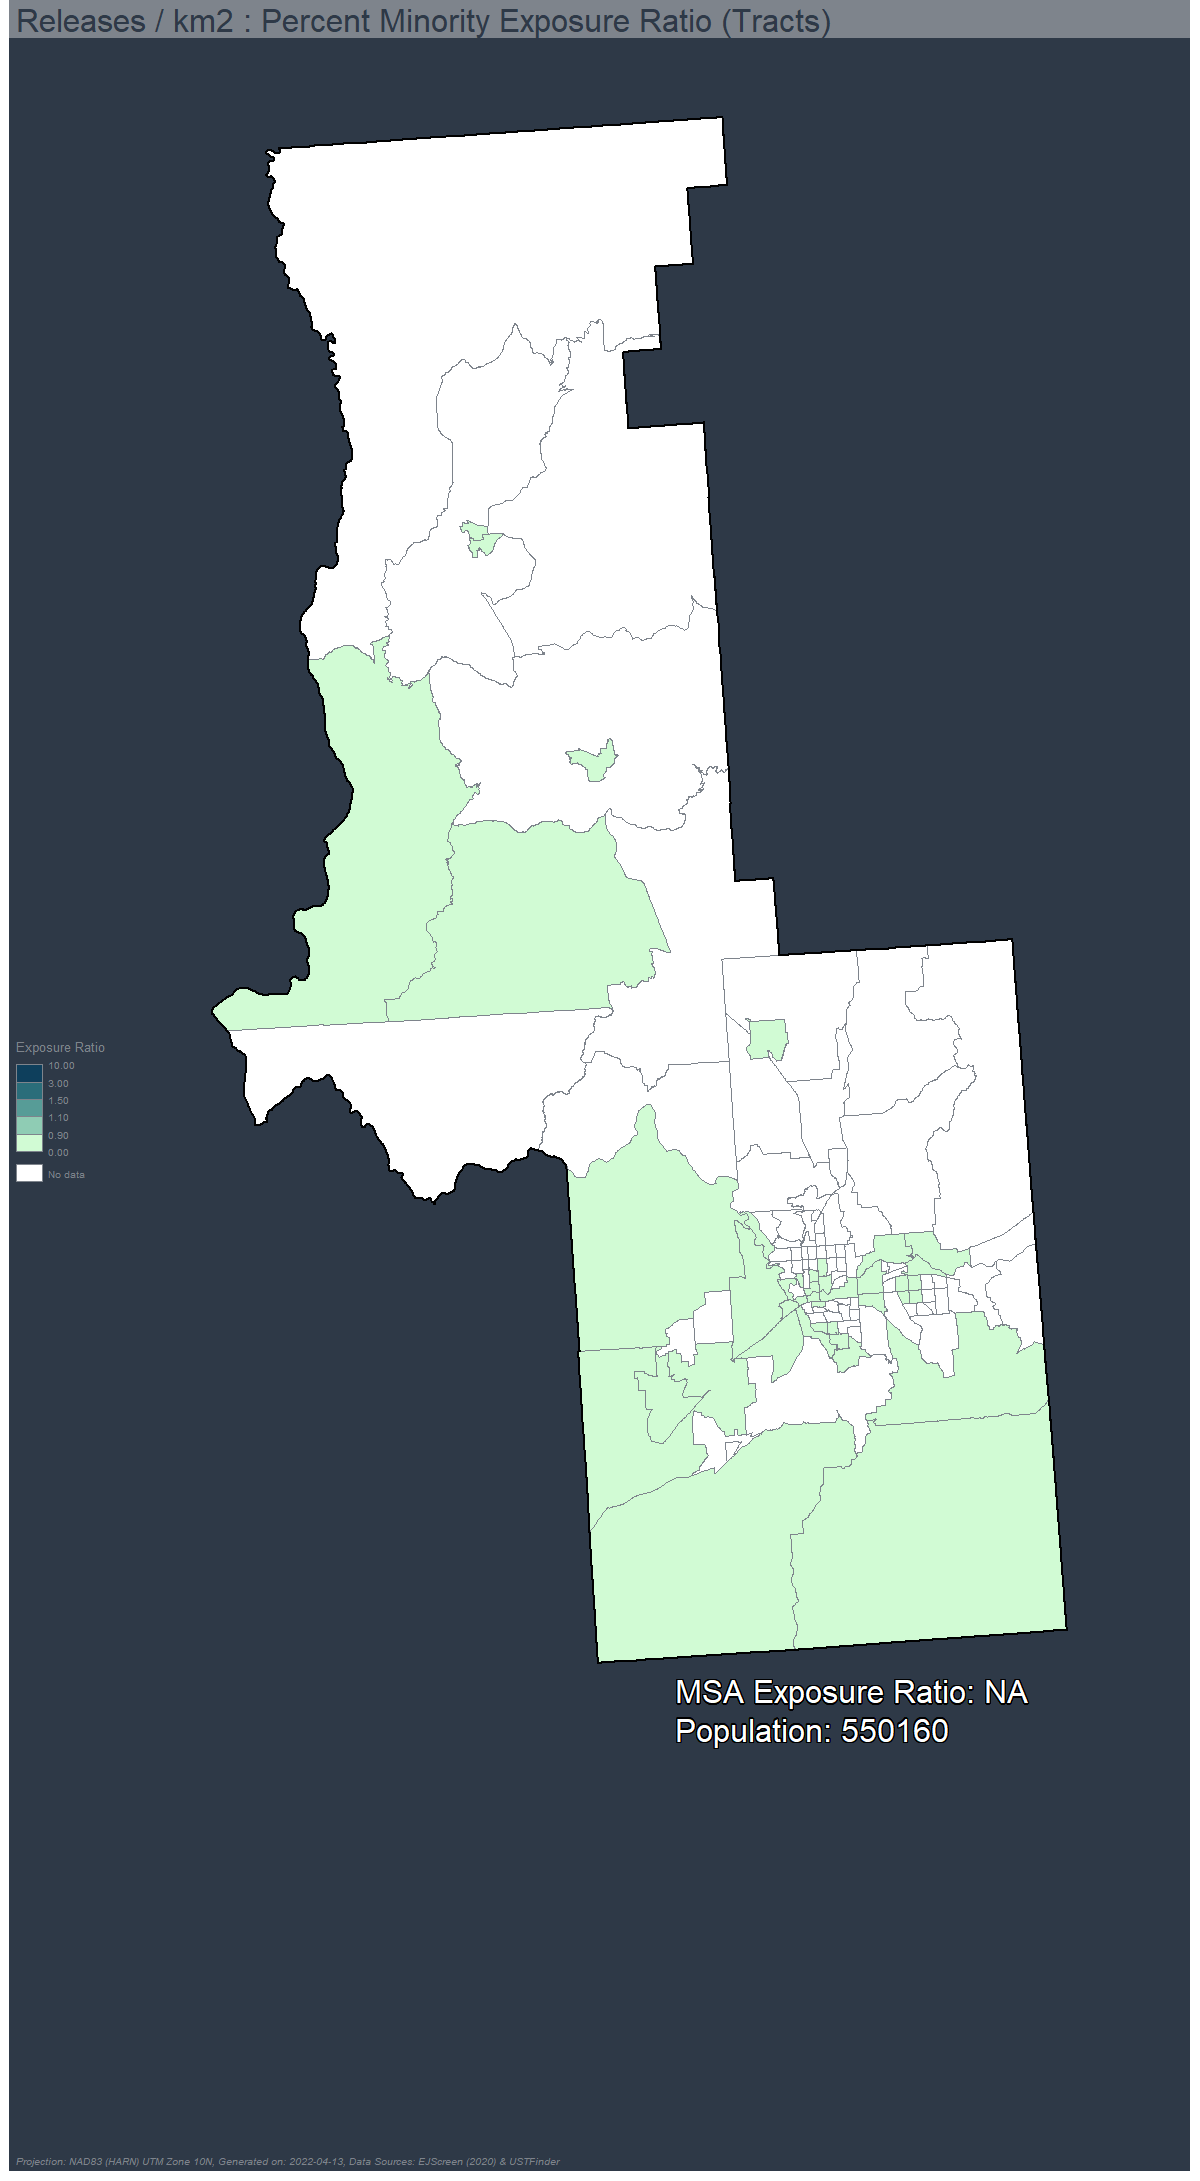 Releases / km2 : Percent Minority Exposure Ratio (Tracts)
Exposure Ratio
10.00
3.00
1.50
1.10
0.90
0.00
No data
MSA Exposure Ratio: NA
Population: 550160
Projection: NAD83 (HARN) UTM Zone 10N, Generated on: 2022-04-13, Data Sources: EJScreen (2020) & USTFinder